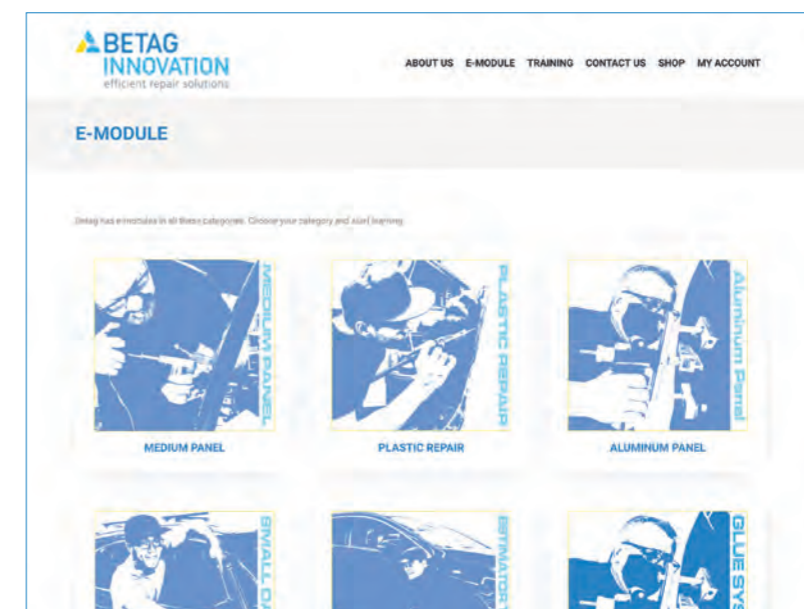 BETAG
INNOVATION
efficient repair solutions
ABOUT US E-MODULE TRAINING CONTACT US SHOP MY ACCOUNT
E-MODULE
Betag has e-modules in all these categories. Choose your category and start learning.
MEDIUM PANEL
PLASTIC REPAIR
Aluminum Panel
MEDIUM PANEL
PLASTIC REPAIR
ALUMINUM PANEL
SMALL
GLUE SYS